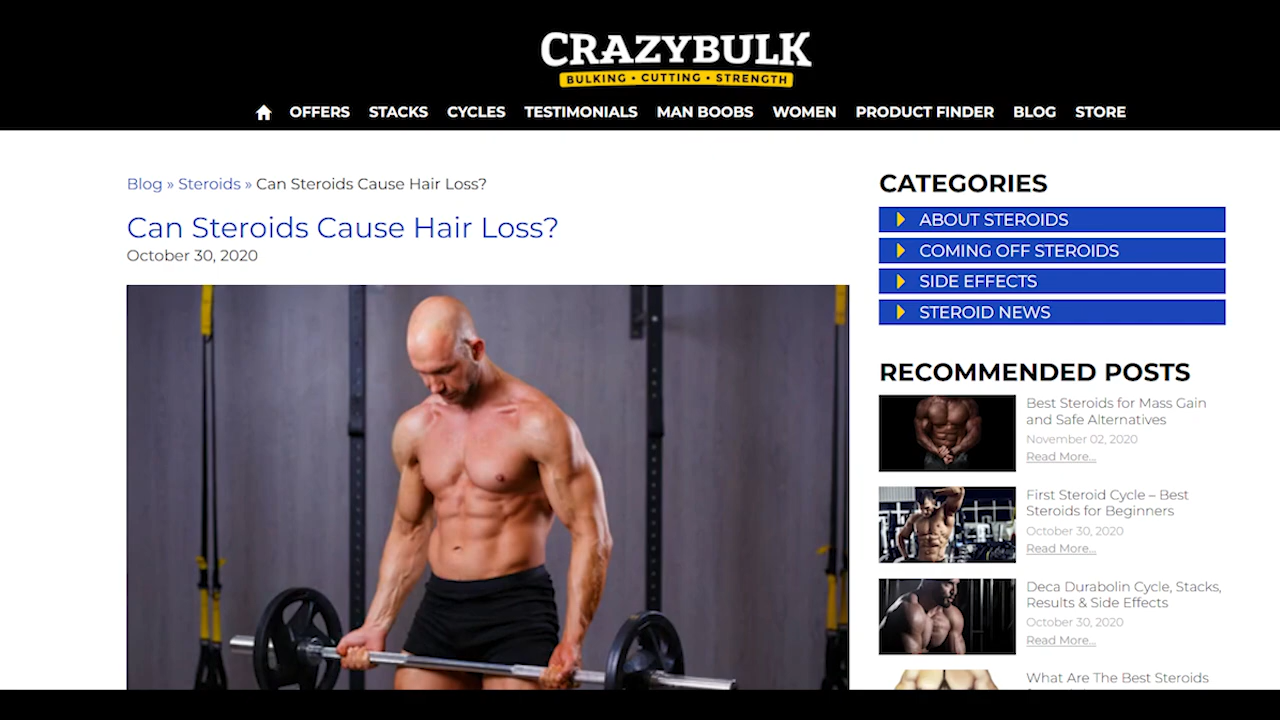 CRAZYBULK
BULKING • CUTTING • STRENGTH
OFFERS STACKS CYCLES TESTIMONIALS MAN BOOBS WOMEN PRODUCT FINDER BLOG STORE
Blog » Steroids » Can Steroids Cause Hair Loss?
Can Steroids Cause Hair Loss?
October 30, 2020
CATEGORIES
ABOUT STEROIDS
COMING OFF STEROIDS
SIDE EFFECTS
STEROID NEWS
RECOMMENDED POSTS
Best Steroids for Mass Gain
and Safe Alternatives
November 02, 2020
Read More...
First Steroid Cycle – Best
Steroids for Beginners
October 30, 2020
Read More...
Deca Durabolin Cycle, Stacks,
Results & Side Effects
October 30, 2020
Read More...
What Are The Best Steroids